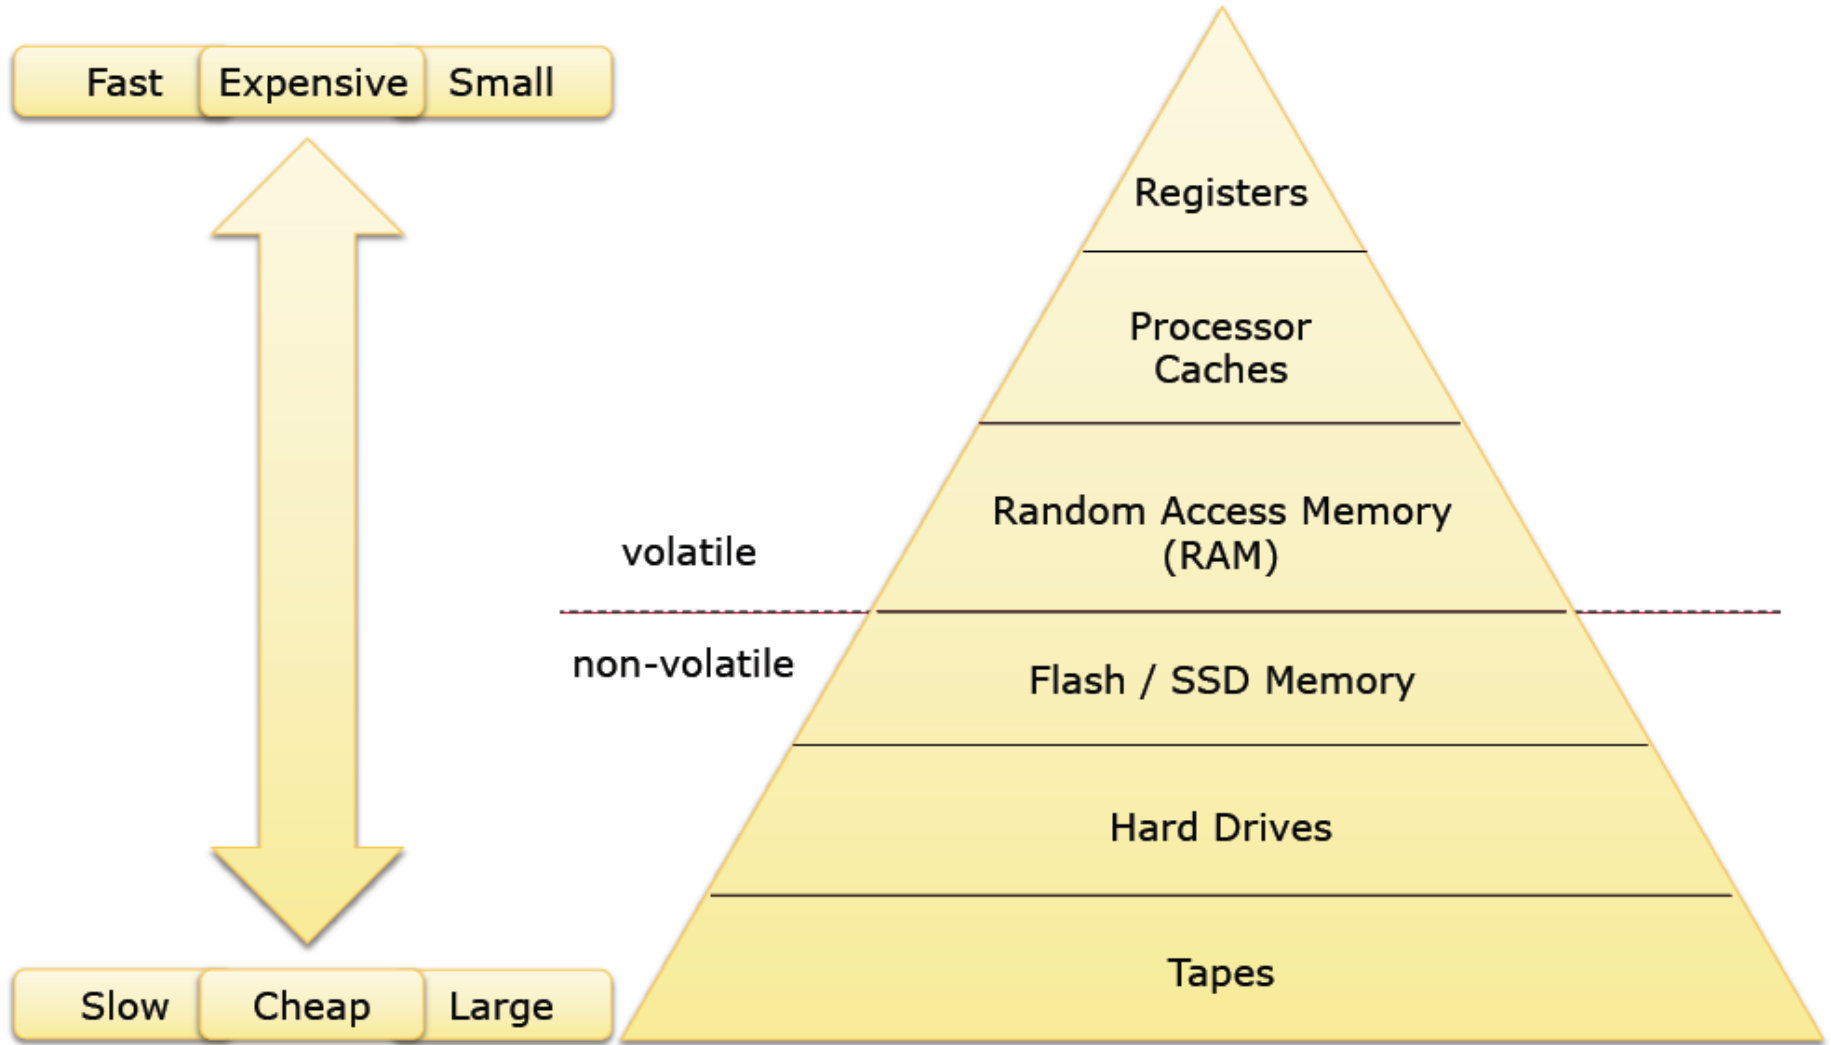 Fast Expensive Small
Registers
Processor
Caches
Random Access Memory
(RAM)
volatile
non-volatile
Flash / SSD Memory
Hard Drives
Tapes
Slow Cheap Large